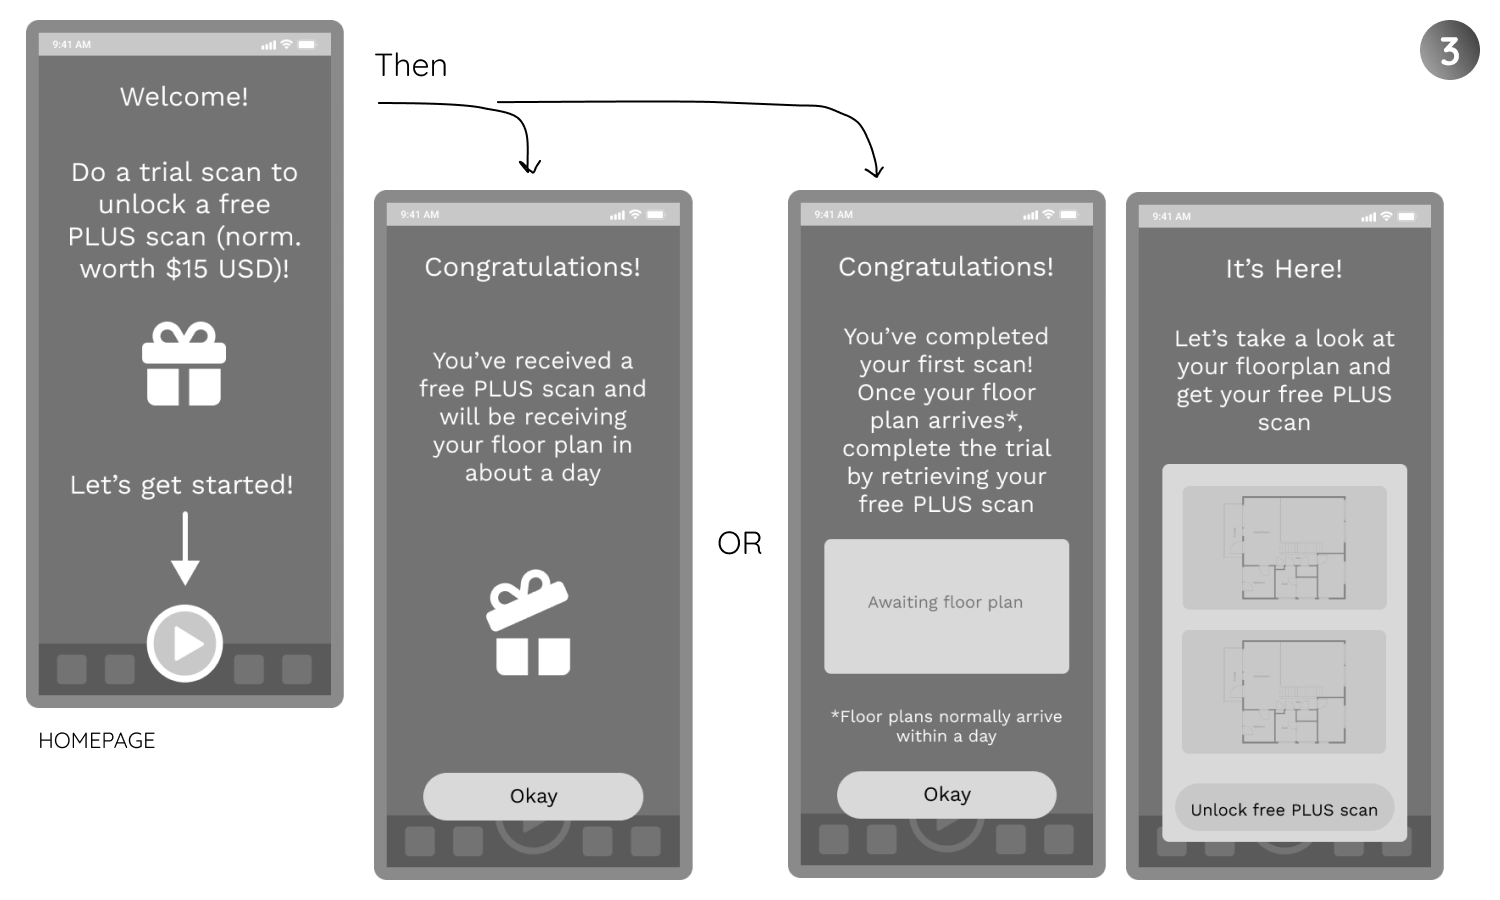 9:41 AM
Welcome!
Do a trial scan to
unlock a free
PLUS scan (norm.
worth $15 USD)!
Let's get started!
HOMEPAGE
Then
3
9:41 AM
Congratulations!
You've received a
free PLUS scan and
will be receiving
your floor plan in
about a day
Okay
OR
9:41 AM
Congratulations!
You've completed
your first scan!
Once your floor
plan arrives*,
complete the trial
by retrieving your
free PLUS scan
Awaiting floor plan
*Floor plans normally arrive
within a day
Okay
9:41 AM
It's Here!
Let's take a look at
your floorplan and
get your free PLUS
scan
Unlock free PLUS scan